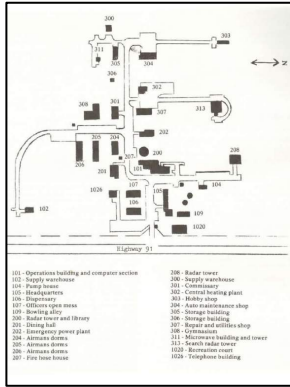 300
303
311
305
304
N
306
302
308
301
307
313
202
205
204
200
208
206
207
201
101
1026
104
107
105
102
106
109
1020
Highway 91
101 - Operations building and computer section
102 - Supply warehouse
104 - Pump house
105 - Headquarters
106 - Dispensary
107 - Officers open mess
109 - Bowling alley
200 - Radar tower and library
201 - Dining hall
202 - Emergency power plant
204 - Airmans dorms
205 - Airmans dorms
206 - Airmans dorms
207 - Fire hose house
208 - Radar tower
300 - Supply warehouse
301 - Commissary
302 - Central heating plant
303 - Hobby shop
304 - Auto maintenance shop
305 - Storage building
306 - Storage building
307 - Repair and utilities shop
308 - Gymnasium
311 - Microwave building and tower
313 - Search radar tower
1020 - Recreation court
1026 - Telephone building